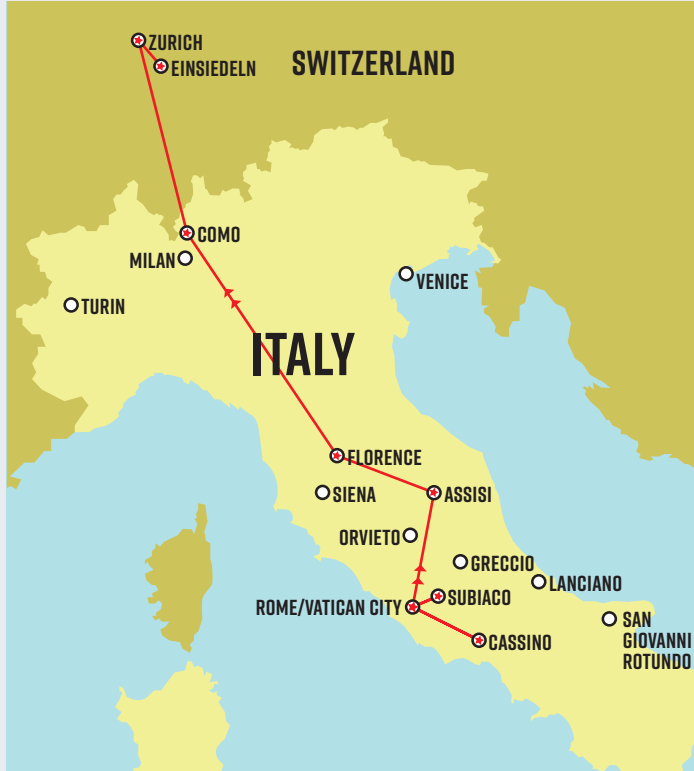 ZURICH
EINSIEDELN
SWITZERLAND
COMO
MILAN
VENICE
TURIN
ITALY
FLORENCE
SIENA
ASSISI
ORVIETO
GRECCIO
LANCIANO
SUBIACO
ROME/VATICAN CITY
SAN
GIOVANNI
ROTUNDO
CASSINO